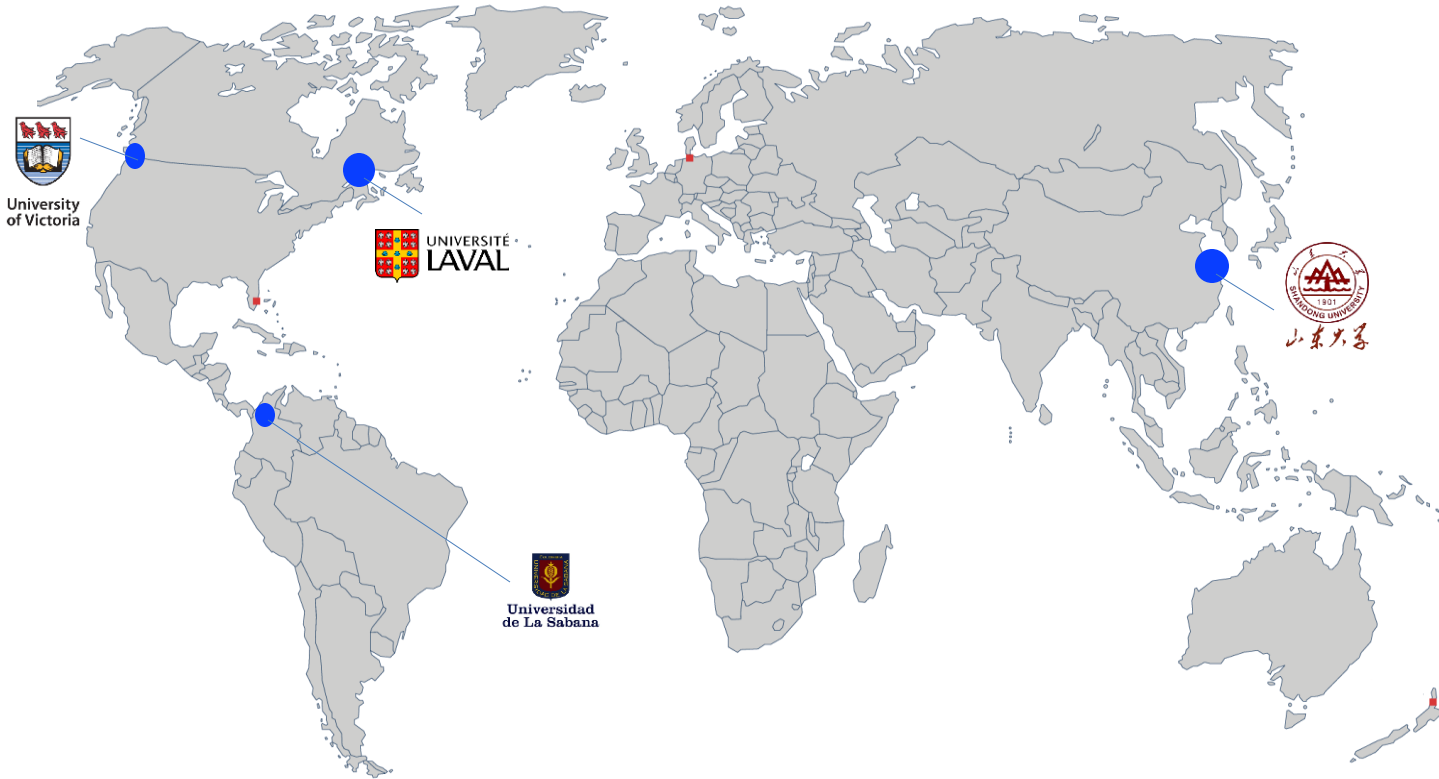 University
of Victoria
UNIVERSITÉ
LAVAL
SHANDONG UNIVERSITY
1901
山东大学
Universidad
de La Sabana